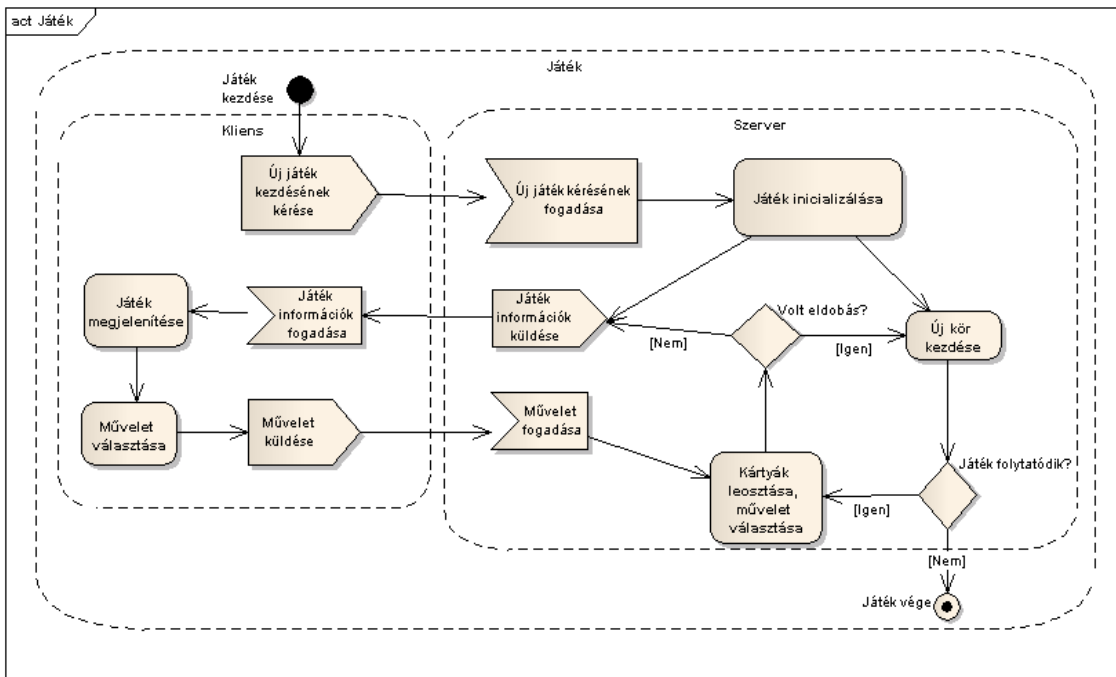 act Játék
Játék
Játék
kezdése
Kliens
Szerver
Új játék
kezdésének
kérése
Új játék kérésének
fogadása
Játék inicializálása
Játék
megjelenítése
Játék
információk
fogadása
Játék
információk
küldése
Volt eldobás?
[Nem]
[Igen]
Új kör
kezdése
Művelet
választása
Művelet
küldése
Művelet
fogadása
Kártyák
leosztása,
művelet
választása
Játék folytatódik?
[Igen]
[Nem]
Játék vége